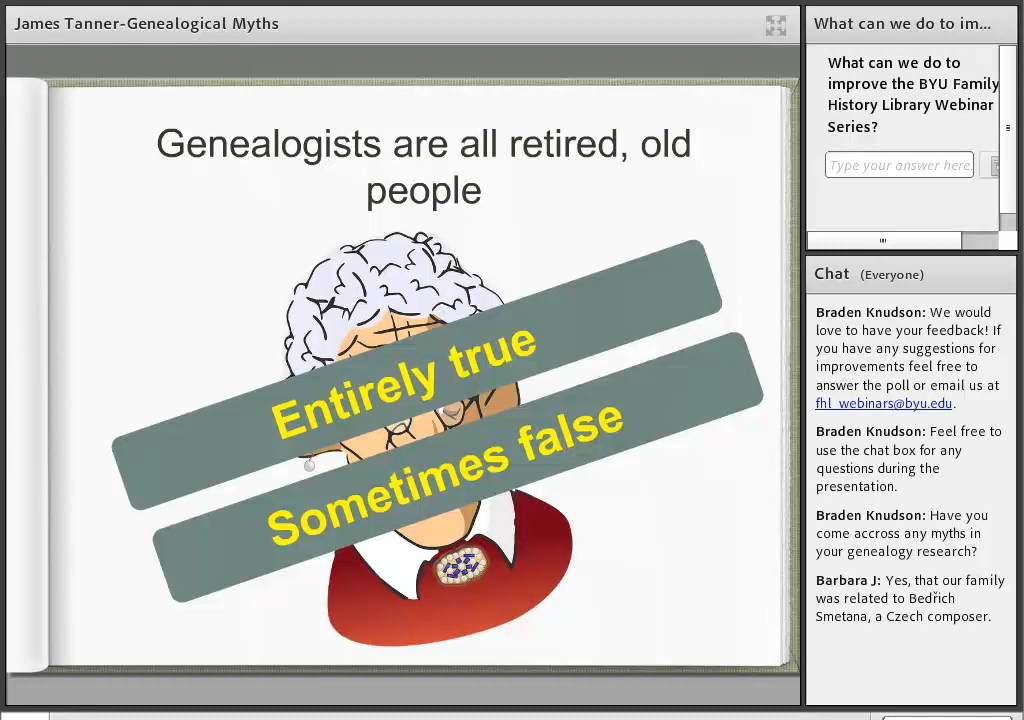 James Tanner-Genealogical Myths
Genealogists are all retired, old
people
Entirely true
Sometimes false
What can we do to im...
What can we do to
improve the BYU Family
History Library Webinar
Series?
Type your answer here
Chat (Everyone)
Braden Knudson: We would
love to have your feedback! If
you have any suggestions for
improvements feel free to
answer the poll or email us at
fhl_webinars@byu.edu.
Braden Knudson: Feel free to
use the chat box for any
questions during the
presentation.
Braden Knudson: Have you
come accross any myths in
your genealogy research?
Barbara J: Yes, that our family
was related to Bedřich
Smetana, a Czech composer.